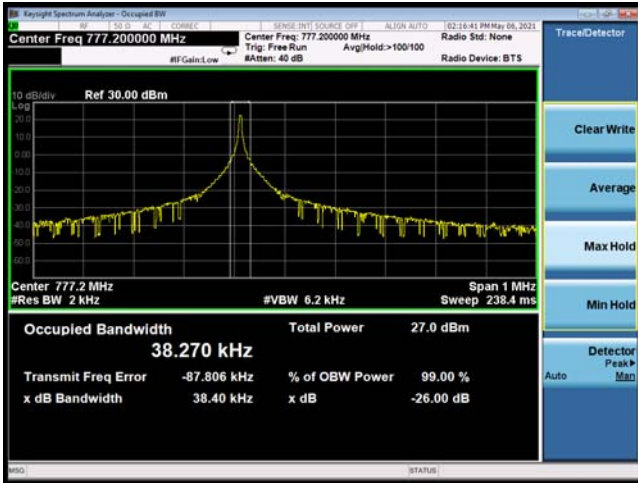 Keysight Spectrum Analyzer - Occupied BW
RF 50 Ω AC CORREC SENSE:INT SOURCE OFF ALIGN AUTO 02:16:41 PM May 06, 2021
Center Freq 777.200000 MHz
Center Freq: 777.200000 MHz
Radio Std: None
Trig: Free Run Avg|Hold:>100/100
#IFGain:Low
#Atten: 40 dB
Radio Device: BTS
10 dB/div Ref 30.00 dBm
Log
20.0
10.0
0.00
-10.0
-20.0
-30.0
-40.0
-50.0
-60.0
Center 777.2 MHz
Span 1 MHz
#Res BW 2 kHz
#VBW 6.2 kHz
Sweep 238.4 ms
Occupied Bandwidth
38.270 kHz
Total Power 27.0 dBm
Transmit Freq Error -87.806 kHz
% of OBW Power 99.00 %
x dB Bandwidth 38.40 kHz
x dB -26.00 dB
MSG
STATUS
Trace/Detector
Clear Write
Average
Max Hold
Min Hold
Detector
Peak▶
Auto Man